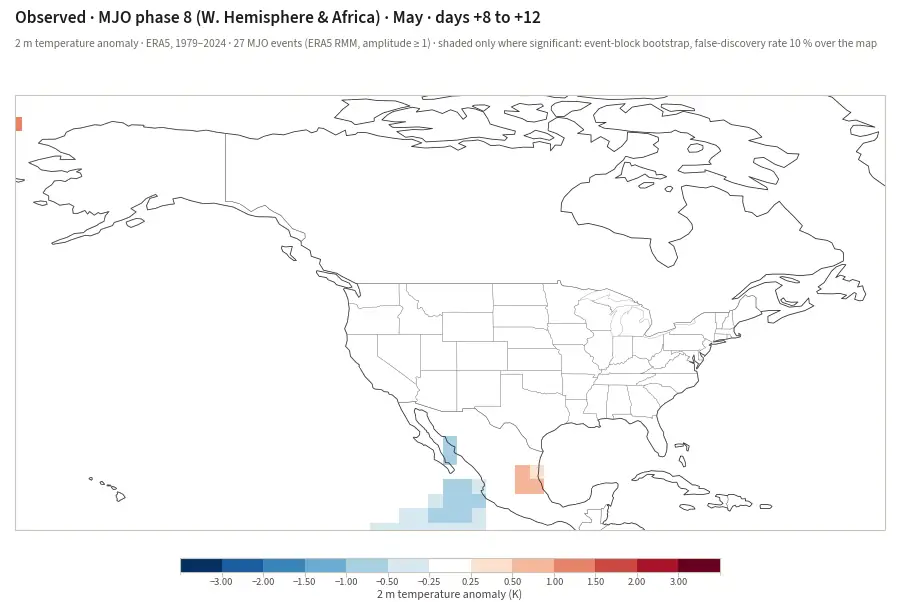 Observed · MJO phase 8 (W. Hemisphere & Africa) · May · days +8 to +12
2 m temperature anomaly · ERA5, 1979–2024 · 27 MJO events (ERA5 RMM, amplitude ≥ 1) · shaded only where significant: event-block bootstrap, false-discovery rate 10 % over the map
−3.00 −2.00 −1.50 −1.00 −0.50 −0.25 0.25 0.50 1.00 1.50 2.00 3.00
2 m temperature anomaly (K)